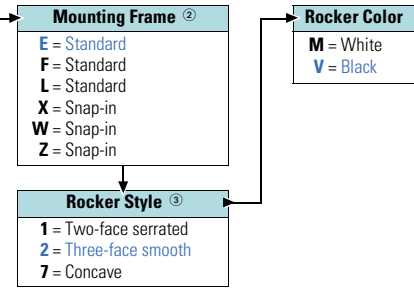 Mounting Frame ②
E = Standard
F = Standard
L = Standard
X = Snap-in
W = Snap-in
Z = Snap-in
Rocker Style ③
1 = Two-face serrated
2 = Three-face smooth
7 = Concave
Rocker Color
M = White
V = Black